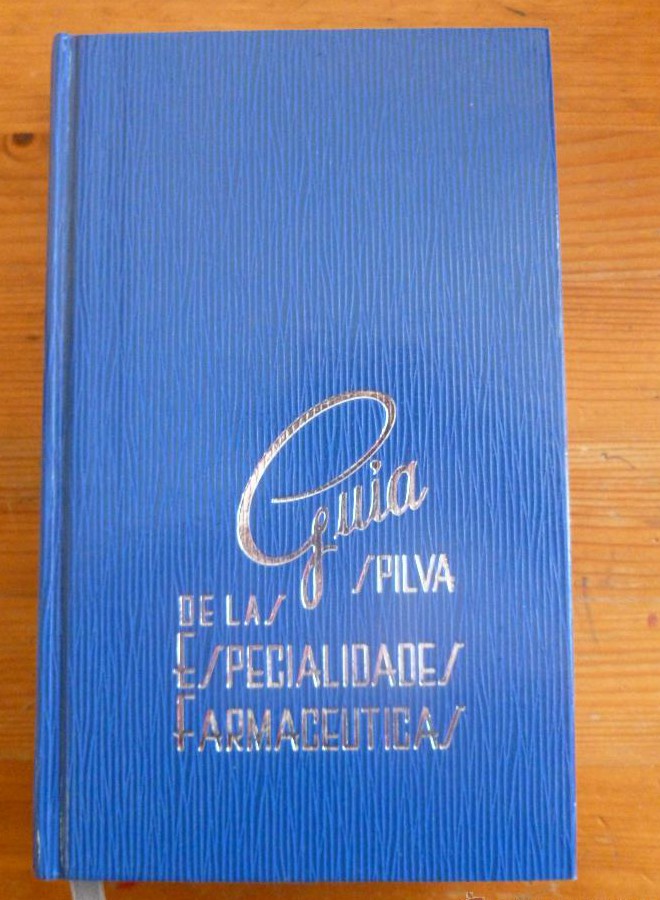 Guia
SPILVA
DE LAS
ESPECIALIDADES
FARMACEUTICAS